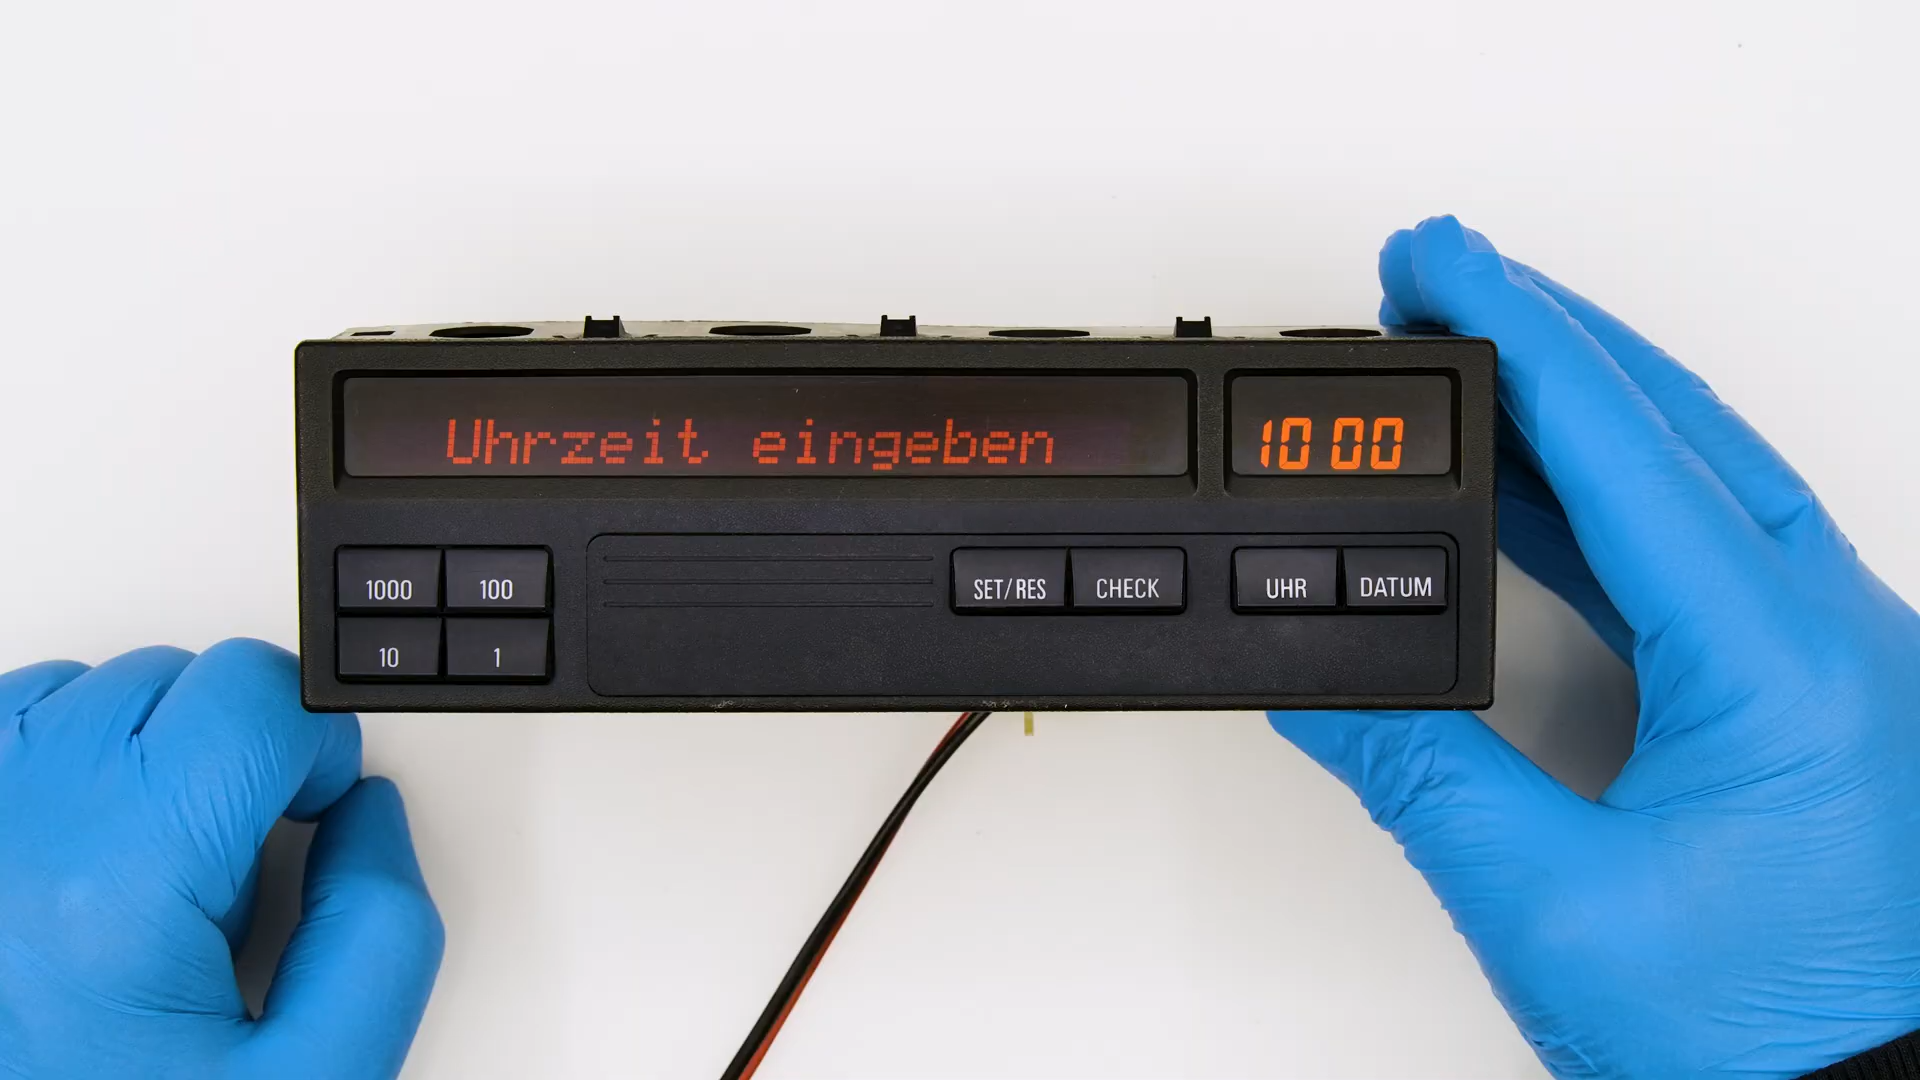 Uhrzeit eingeben 10 00
1000 100 SET/RES CHECK UHR DATUM
10 1